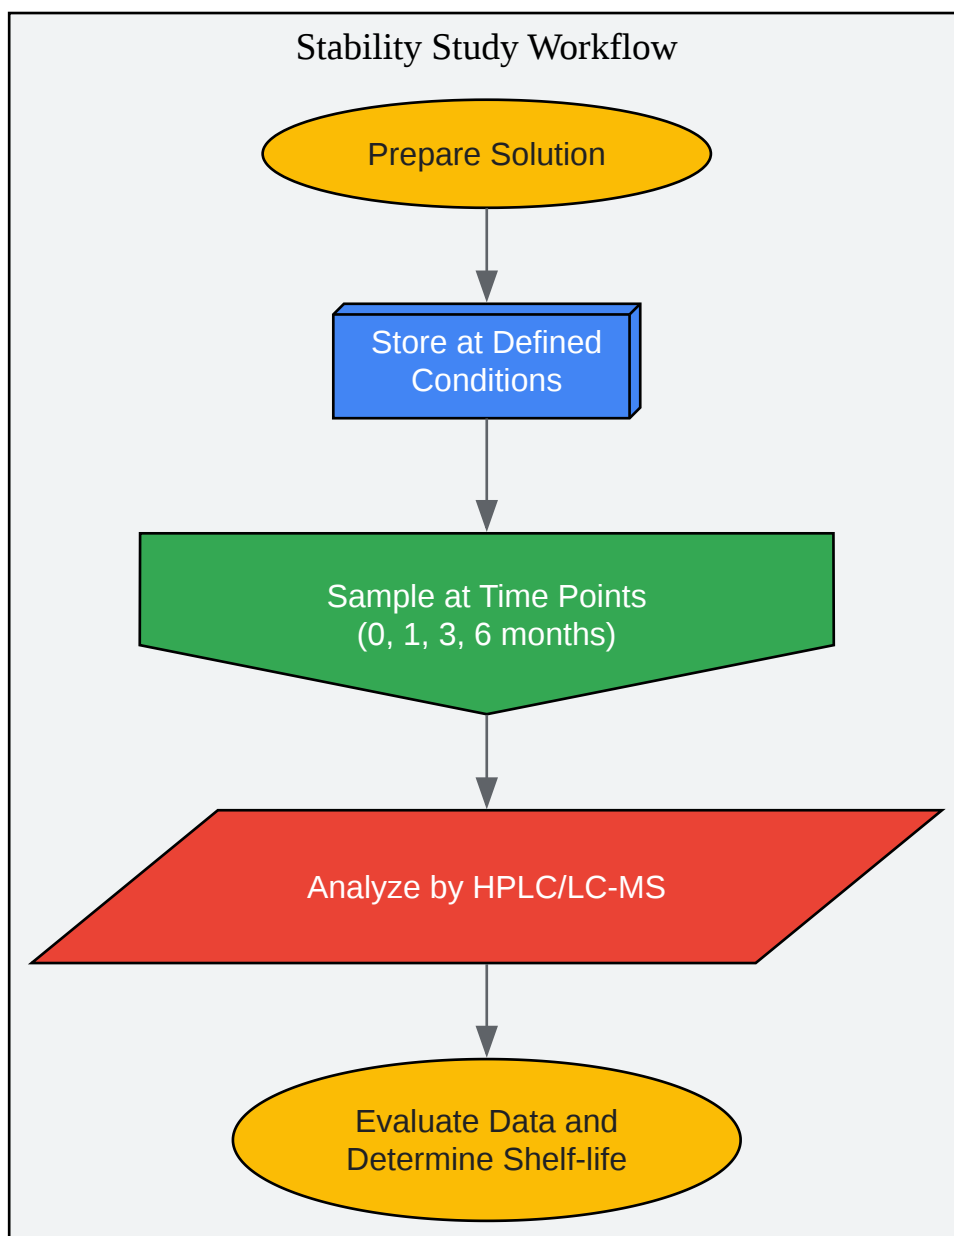 Stability Study Workflow
Prepare Solution
Store at Defined
Conditions
Sample at Time Points
(0, 1, 3, 6 months)
Analyze by HPLC/LC-MS
Evaluate Data and
Determine Shelf-life